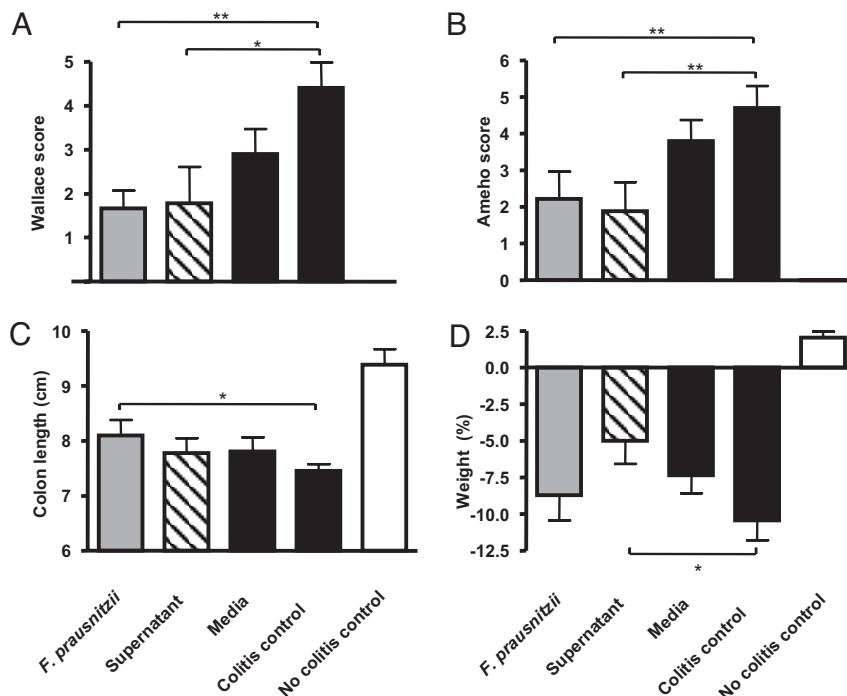 A
**
*
5
4
3
2
1
Wallace score
B
**
**
6
5
4
3
2
1
0
Ameho score
C
10
9
8
7
6
Colon length (cm)
*
D
2.5
0.0
-2.5
-5.0
-7.5
-10.0
-12.5
Weight (%)
*
F. prausnitzii
Supernatant
Media
Colitis control
No colitis control
F. prausnitzii
Supernatant
Media
Colitis control
No colitis control